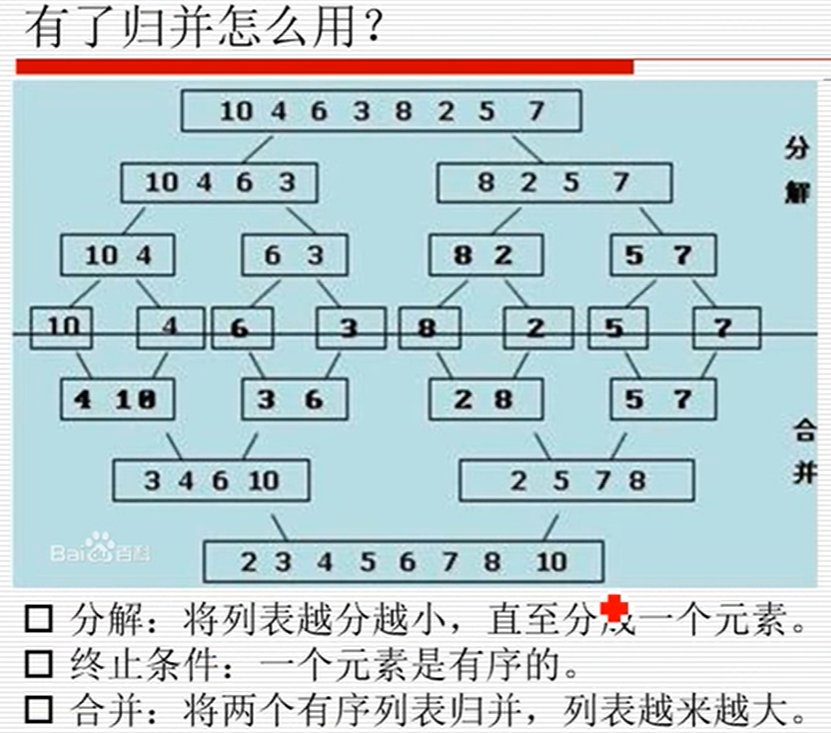 有了归并怎么用?
10 4 6 3 8 2 5 7
分
解
10 4 6 3
8 2 5 7
10 4
6 3
8 2
5 7
10
4
6
3
8
2
5
7
4 10
3 6
2 8
5 7
合
并
3 4 6 10
2 5 7 8
Bai百科
2 3 4 5 6 7 8 10
分解：将列表越分越小，直至分成一个元素。
终止条件：一个元素是有序的。
合并：将两个有序列表归并，列表越来越大。